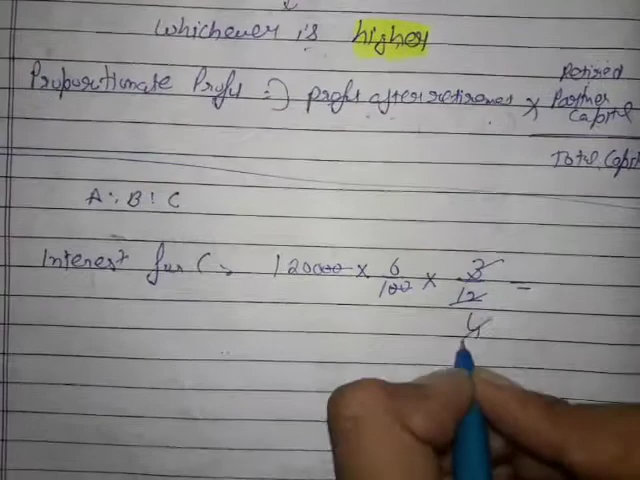 Whichever is higher
Proportionate Profit => profit after retirement × Retired Partner Capital
Total Capit
A : B : C
Interest for C → 120000 × 6/100 × 3/12 =
4